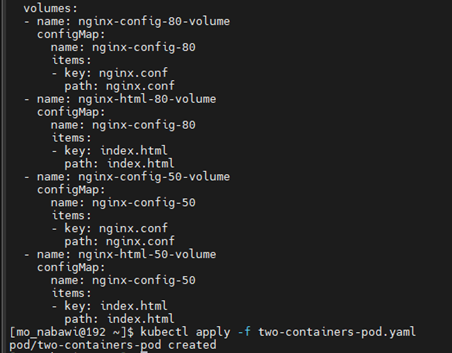 volumes:
- name: nginx-config-80-volume
configMap:
name: nginx-config-80
items:
- key: nginx.conf
path: nginx.conf
- name: nginx-html-80-volume
configMap:
name: nginx-config-80
items:
- key: index.html
path: index.html
- name: nginx-config-50-volume
configMap:
name: nginx-config-50
items:
- key: nginx.conf
path: nginx.conf
- name: nginx-html-50-volume
configMap:
name: nginx-config-50
items:
- key: index.html
path: index.html
[mo_nabawi@192 ~]$ kubectl apply -f two-containers-pod.yaml
pod/two-containers-pod created